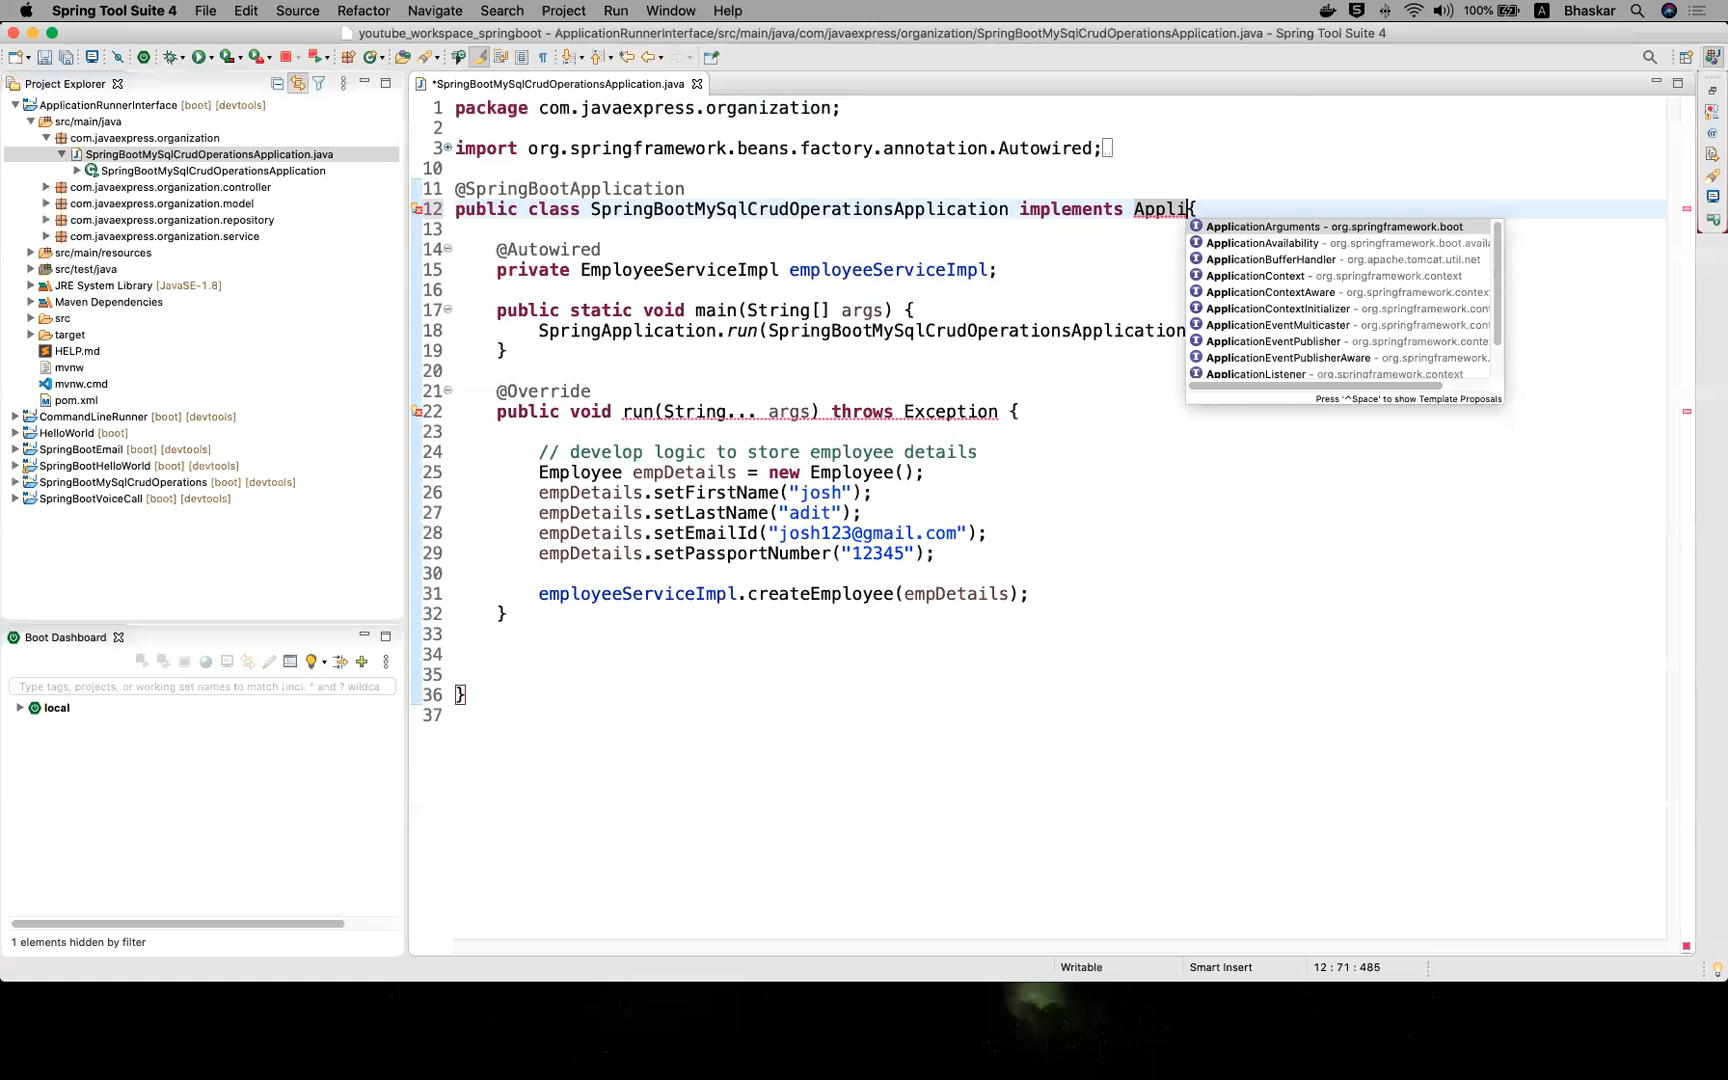 Spring Tool Suite 4 File Edit Source Refactor Navigate Search Project Run Window Help 100% A Bhaskar
youtube_workspace_springboot - ApplicationRunnerInterface/src/main/java/com/javaexpress/organization/SpringBootMySqlCrudOperationsApplication.java - Spring Tool Suite 4
Project Explorer
ApplicationRunnerInterface [boot] [devtools]
src/main/java
com.javaexpress.organization
SpringBootMySqlCrudOperationsApplication.java
SpringBootMySqlCrudOperationsApplication
com.javaexpress.organization.controller
com.javaexpress.organization.model
com.javaexpress.organization.repository
com.javaexpress.organization.service
src/main/resources
src/test/java
JRE System Library [JavaSE-1.8]
Maven Dependencies
src
target
HELP.md
mvnw
mvnw.cmd
pom.xml
CommandLineRunner [boot] [devtools]
HelloWorld [boot]
SpringBootEmail [boot] [devtools]
SpringBootHelloWorld [boot] [devtools]
SpringBootMySqlCrudOperations [boot] [devtools]
SpringBootVoiceCall [boot] [devtools]
Boot Dashboard
Type tags, projects, or working set names to match (incl. * and ? wildca
local
1 elements hidden by filter
*SpringBootMySqlCrudOperationsApplication.java
1 package com.javaexpress.organization;
2
3 import org.springframework.beans.factory.annotation.Autowired;
10
11 @SpringBootApplication
12 public class SpringBootMySqlCrudOperationsApplication implements Appli{
13
14 @Autowired
15 private EmployeeServiceImpl employeeServiceImpl;
16
17 public static void main(String[] args) {
18 SpringApplication.run(SpringBootMySqlCrudOperationsApplication
19 }
20
21 @Override
22 public void run(String... args) throws Exception {
23
24 // develop logic to store employee details
25 Employee empDetails = new Employee();
26 empDetails.setFirstName("josh");
27 empDetails.setLastName("adit");
28 empDetails.setEmailId("josh123@gmail.com");
29 empDetails.setPassportNumber("12345");
30
31 employeeServiceImpl.createEmployee(empDetails);
32 }
33
34
35
36 }
37
ApplicationArguments - org.springframework.boot
ApplicationAvailability - org.springframework.boot.availa
ApplicationBufferHandler - org.apache.tomcat.util.net
ApplicationContext - org.springframework.context
ApplicationContextAware - org.springframework.context
ApplicationContextInitializer - org.springframework.cont
ApplicationEventMulticaster - org.springframework.cont
ApplicationEventPublisher - org.springframework.conte
ApplicationEventPublisherAware - org.springframework.
ApplicationListener - org.springframework.context
Press '^Space' to show Template Proposals
Writable Smart Insert 12 : 71 : 485